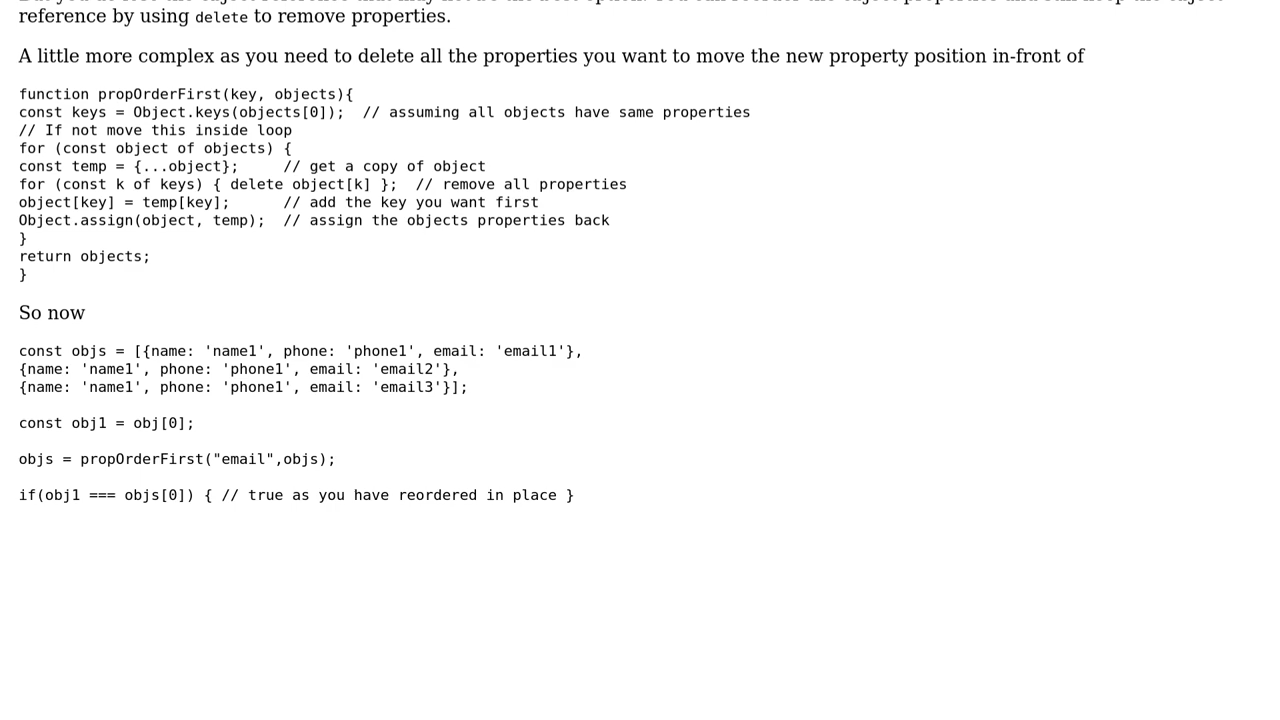 reference by using delete to remove properties.
A little more complex as you need to delete all the properties you want to move the new property position in-front of
function propOrderFirst(key, objects){
const keys = Object.keys(objects[0]);  // assuming all objects have same properties
// If not move this inside loop
for (const object of objects) {
const temp = {...object};     // get a copy of object
for (const k of keys) { delete object[k] };  // remove all properties
object[key] = temp[key];      // add the key you want first
Object.assign(object, temp);  // assign the objects properties back
}
return objects;
}
So now
const objs = [{name: 'name1', phone: 'phone1', email: 'email1'},
{name: 'name1', phone: 'phone1', email: 'email2'},
{name: 'name1', phone: 'phone1', email: 'email3'}];
const obj1 = obj[0];
objs = propOrderFirst("email",objs);
if(obj1 === objs[0]) { // true as you have reordered in place }